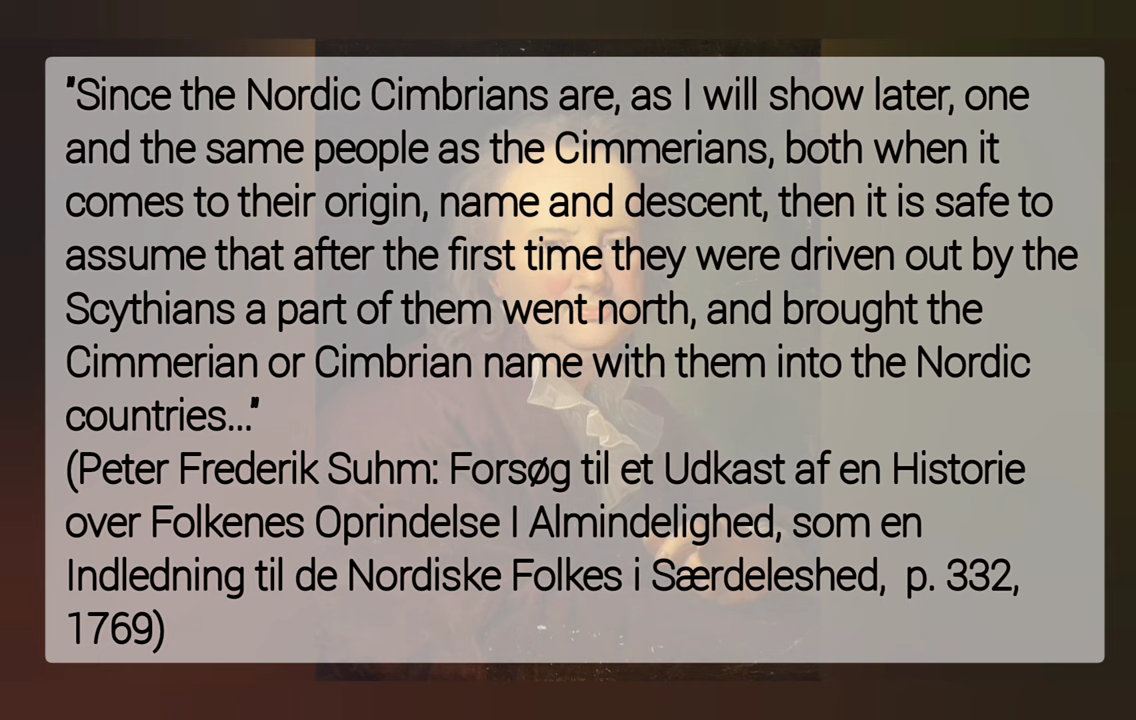 "Since the Nordic Cimbrians are, as I will show later, one
and the same people as the Cimmerians, both when it
comes to their origin, name and descent, then it is safe to
assume that after the first time they were driven out by the
Scythians a part of them went north, and brought the
Cimmerian or Cimbrian name with them into the Nordic
countries..."
(Peter Frederik Suhm: Forsøg til et Udkast af en Historie
over Folkenes Oprindelse I Almindelighed, som en
Indledning til de Nordiske Folkes i Særdeleshed,  p. 332,
1769)